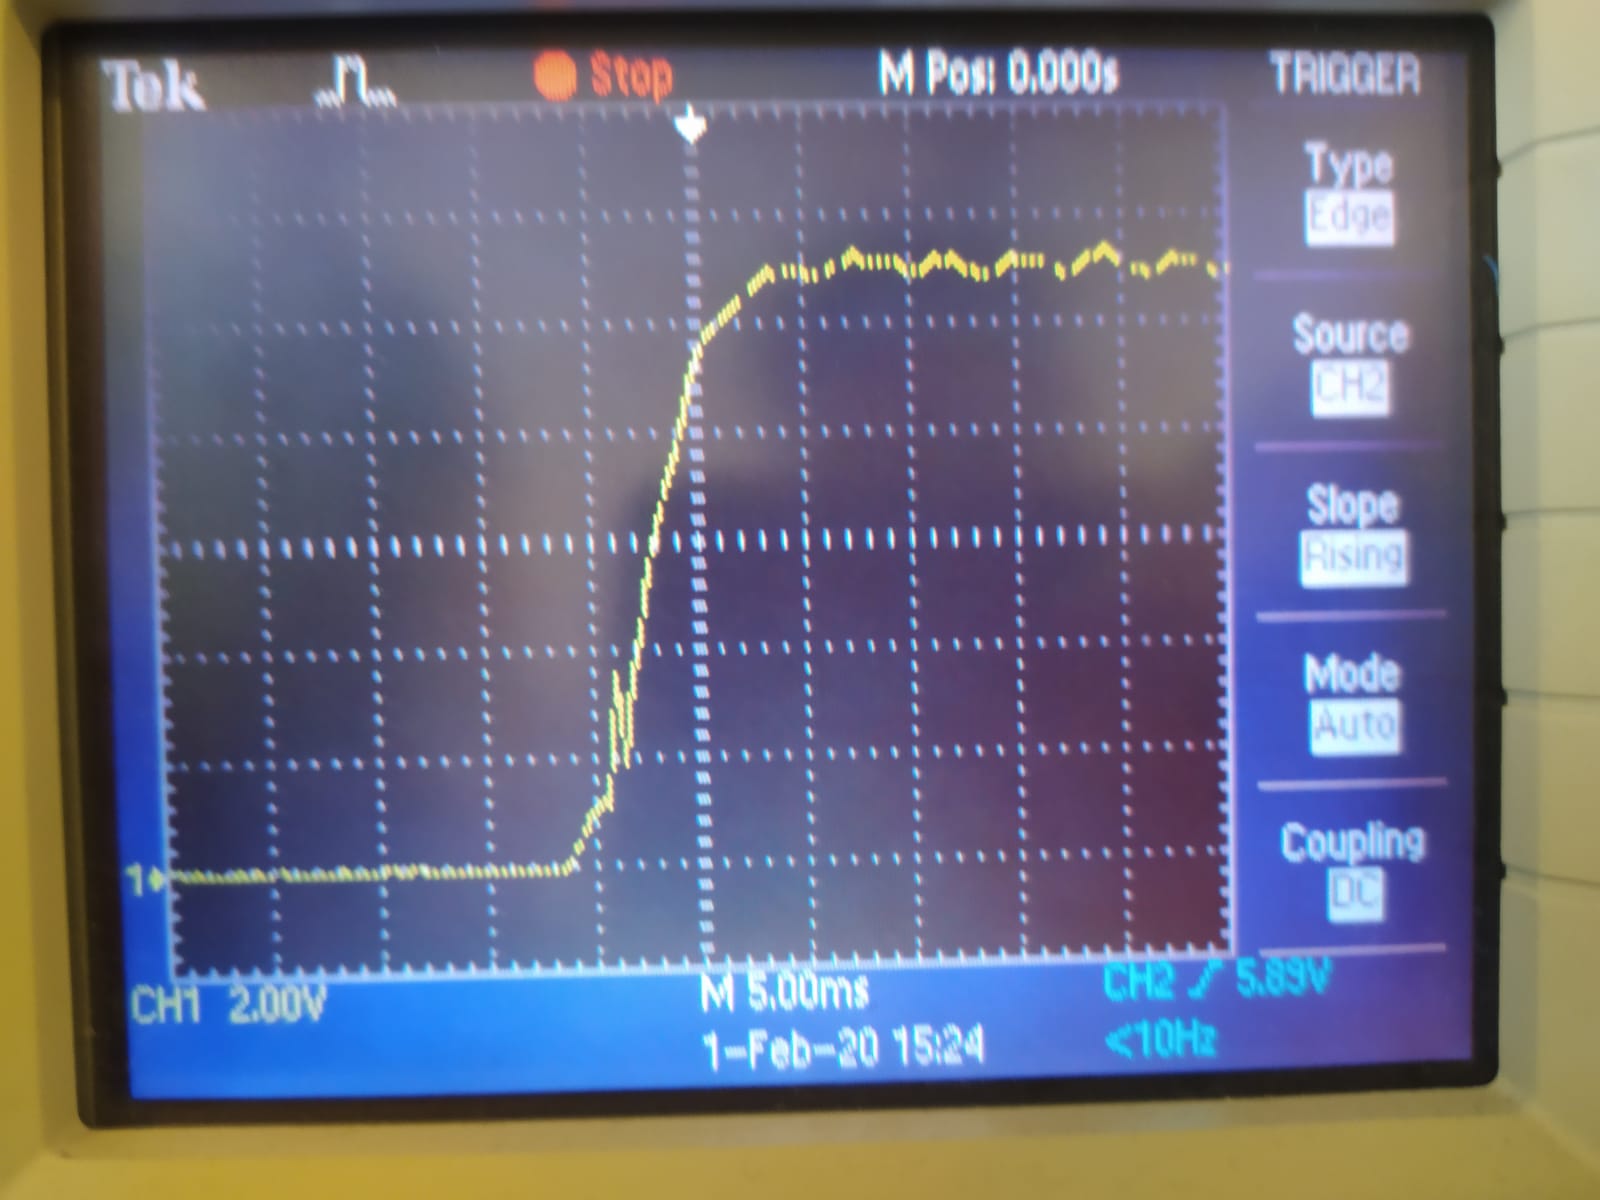 Tek Stop M Pos: 0.000s TRIGGER
Type
Edge
Source
CH2
Slope
Rising
Mode
Auto
Coupling
DC
1
CH1 2.00V M 5.00ms CH2 5.89V
1-Feb-20 15:24 <10Hz